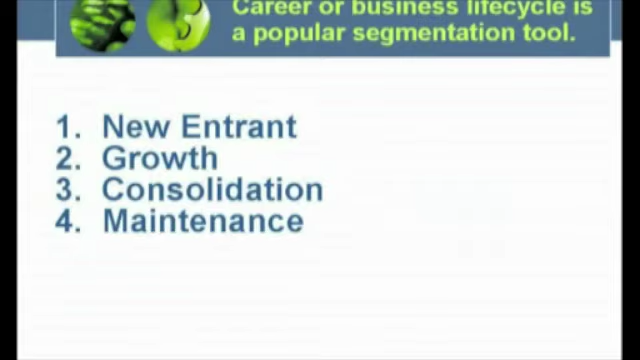 Career or business lifecycle is
a popular segmentation tool.
1. New Entrant
2. Growth
3. Consolidation
4. Maintenance